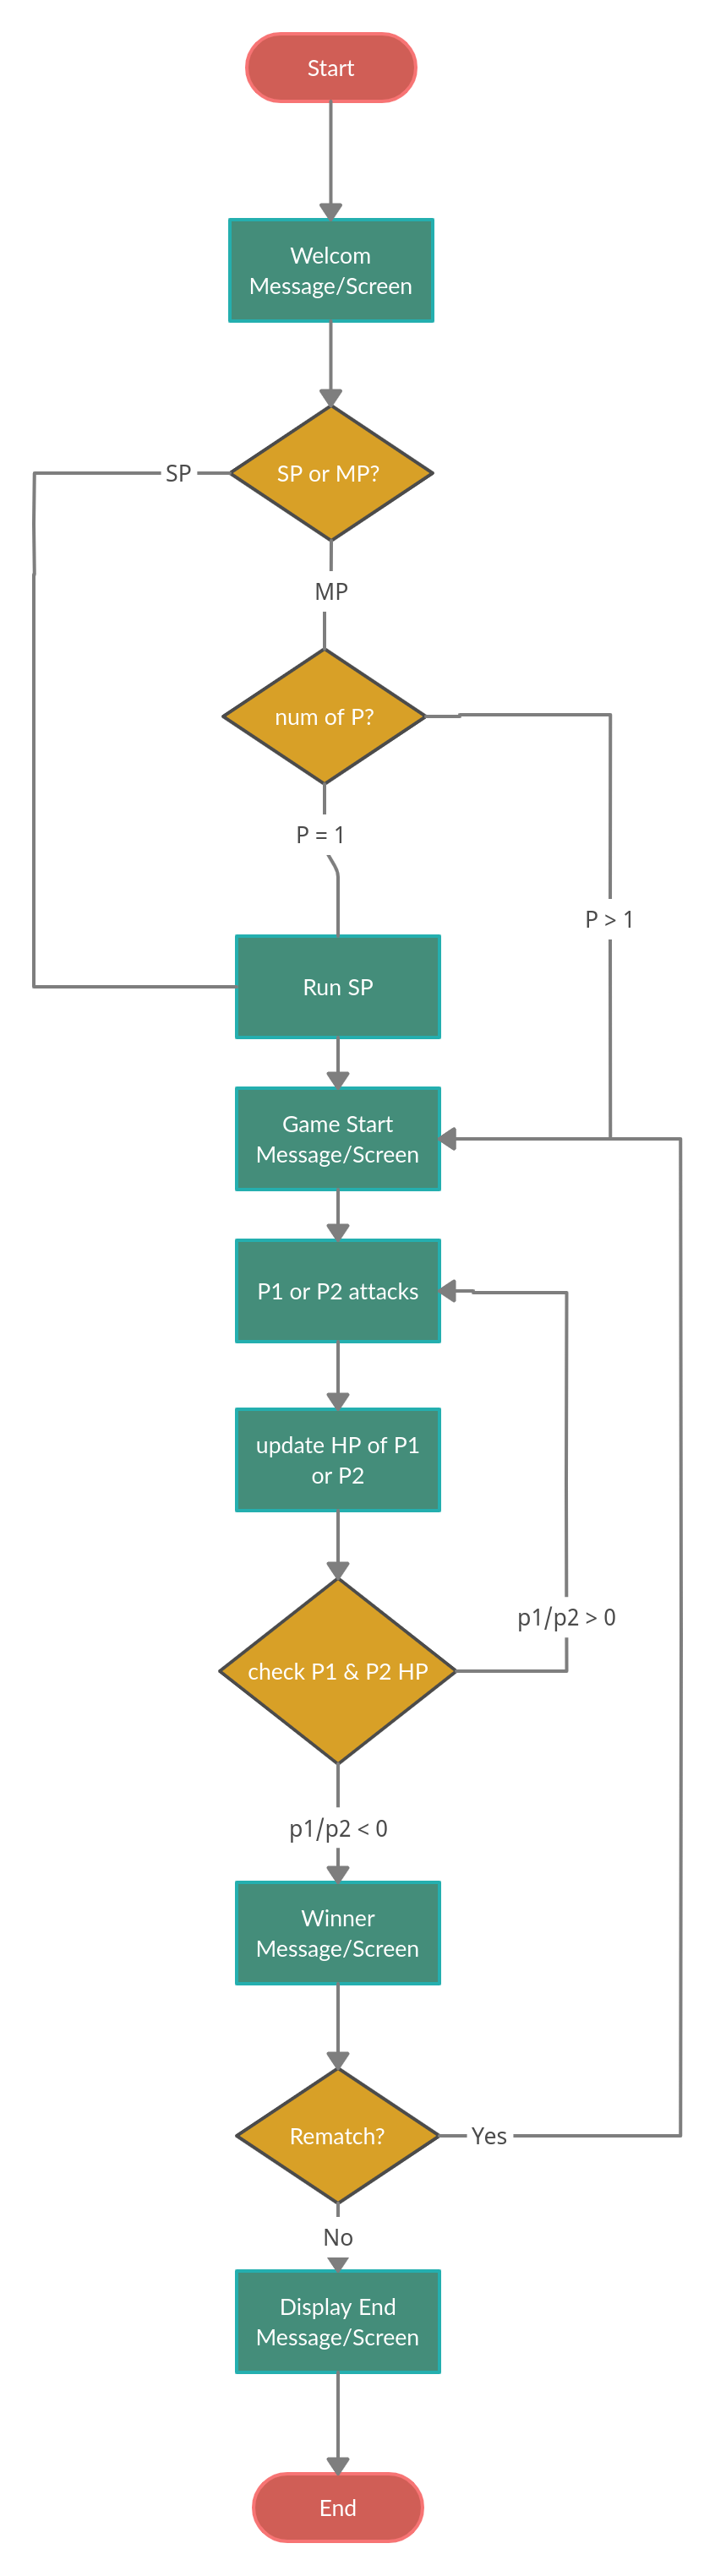 Start
Welcom
Message/Screen
SP or MP?
SP
MP
num of P?
P = 1
P > 1
Run SP
Game Start
Message/Screen
P1 or P2 attacks
update HP of P1
or P2
p1/p2 > 0
check P1 & P2 HP
p1/p2 < 0
Winner
Message/Screen
Rematch?
Yes
No
Display End
Message/Screen
End